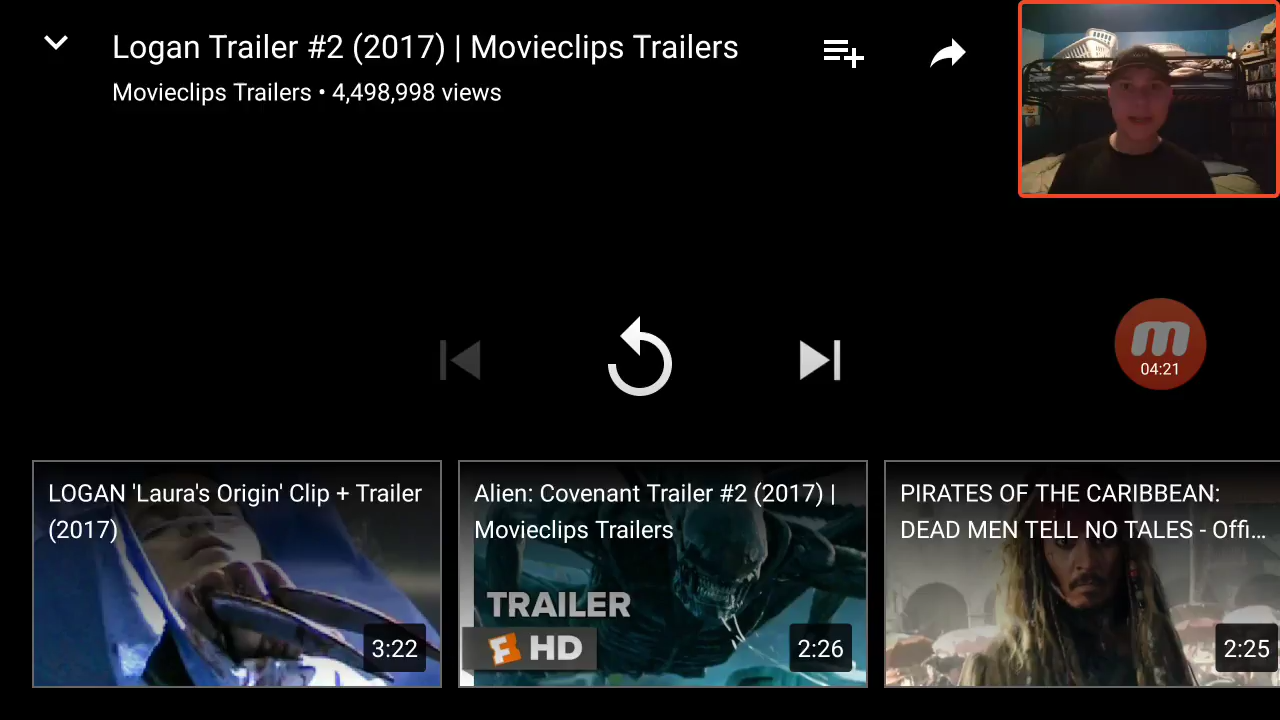 Logan Trailer #2 (2017) | Movieclips Trailers
Movieclips Trailers • 4,498,998 views
04:21
LOGAN 'Laura's Origin' Clip + Trailer
(2017)
3:22
Alien: Covenant Trailer #2 (2017) |
Movieclips Trailers
TRAILER
HD
2:26
PIRATES OF THE CARIBBEAN:
DEAD MEN TELL NO TALES - Offi...
2:25